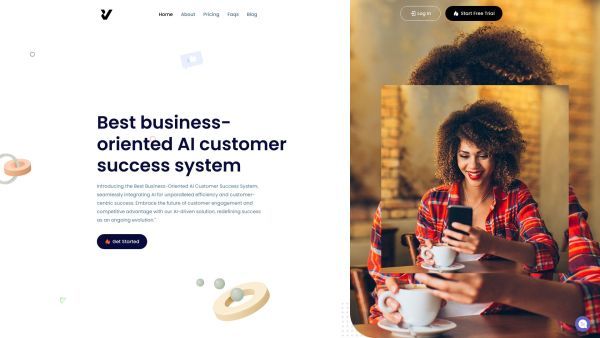 Home About Pricing Faqs Blog
Log In
Start Free Trial
Best business-
oriented AI customer
success system
Introducing the Best Business-Oriented AI Customer Success System,
seamlessly integrating AI for unparalleled efficiency and customer-
centric success. Embrace the future of customer engagement and
competitive advantage with our AI-driven solution, redefining success
as an ongoing evolution."
Get Started